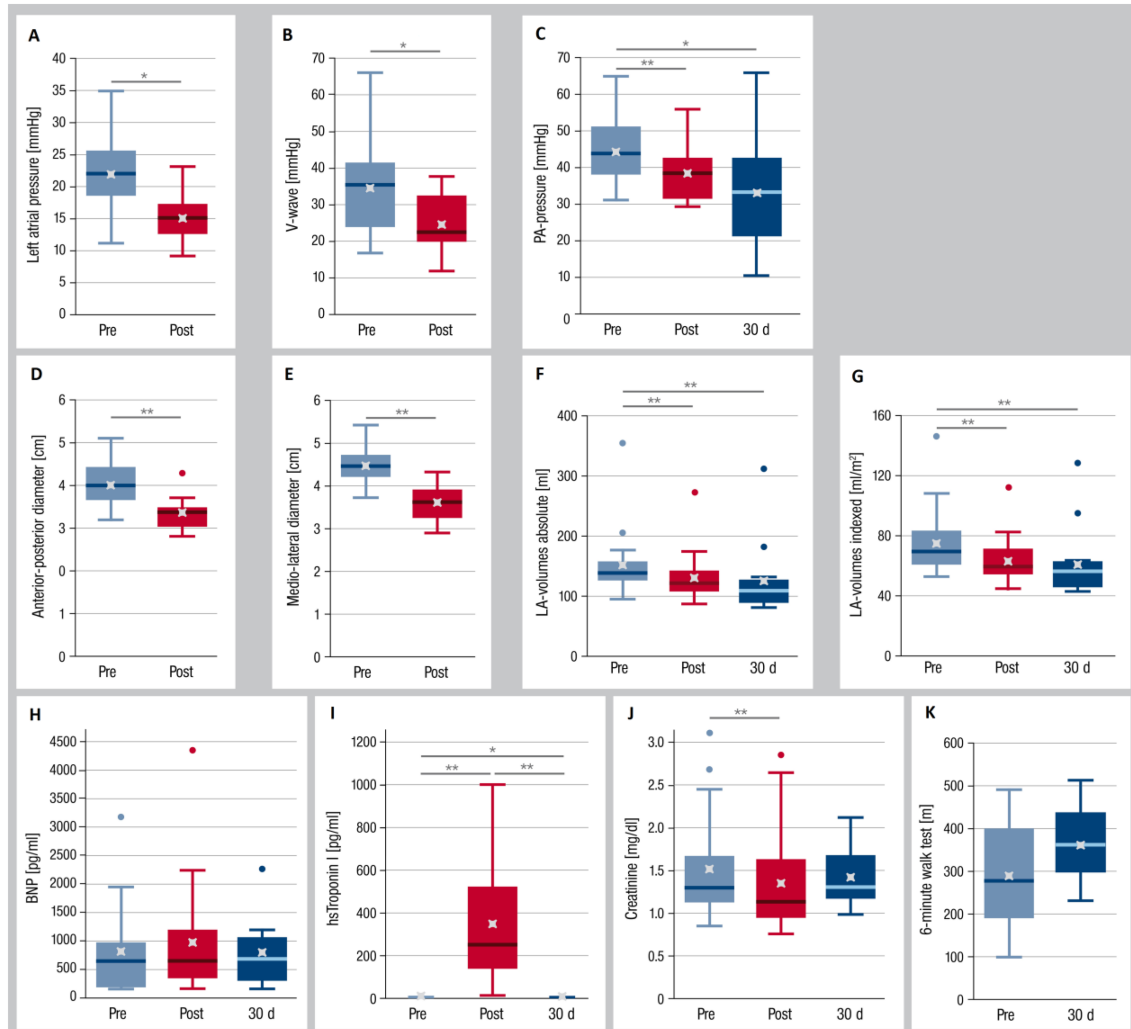 A
Left atrial pressure [mmHg]
40
35
30
25
20
15
10
5
0
*
Pre Post
B
V-wave [mmHg]
70
60
50
40
30
20
10
0
*
Pre Post
C
PA-pressure [mmHg]
70
60
50
40
30
20
10
0
*
**
Pre Post 30 d
D
Anterior-posterior diameter [cm]
6
5
4
3
0
1
0
**
Pre Post
E
Medio-lateral diameter [cm]
6
5
4
3
2
1
0
**
Pre Post
F
LA-volumes absolute [ml]
400
300
200
100
0
**
**
Pre Post 30 d
G
LA-volumes indexed [ml/m²]
160
120
80
40
0
**
**
Pre Post 30 d
H
BNP [pg/ml]
4500
4000
3500
3000
2500
2000
1500
1000
500
0
Pre Post 30 d
I
hsTroponin I [pg/ml]
1200
1000
800
600
400
200
0
*
** **
Pre Post 30 d
J
Creatinine [mg/dl]
3.0
2.5
2.0
1.5
1.0
0.5
0
**
Pre Post 30 d
K
6-minute walk test [m]
600
500
400
300
200
100
0
Pre 30 d